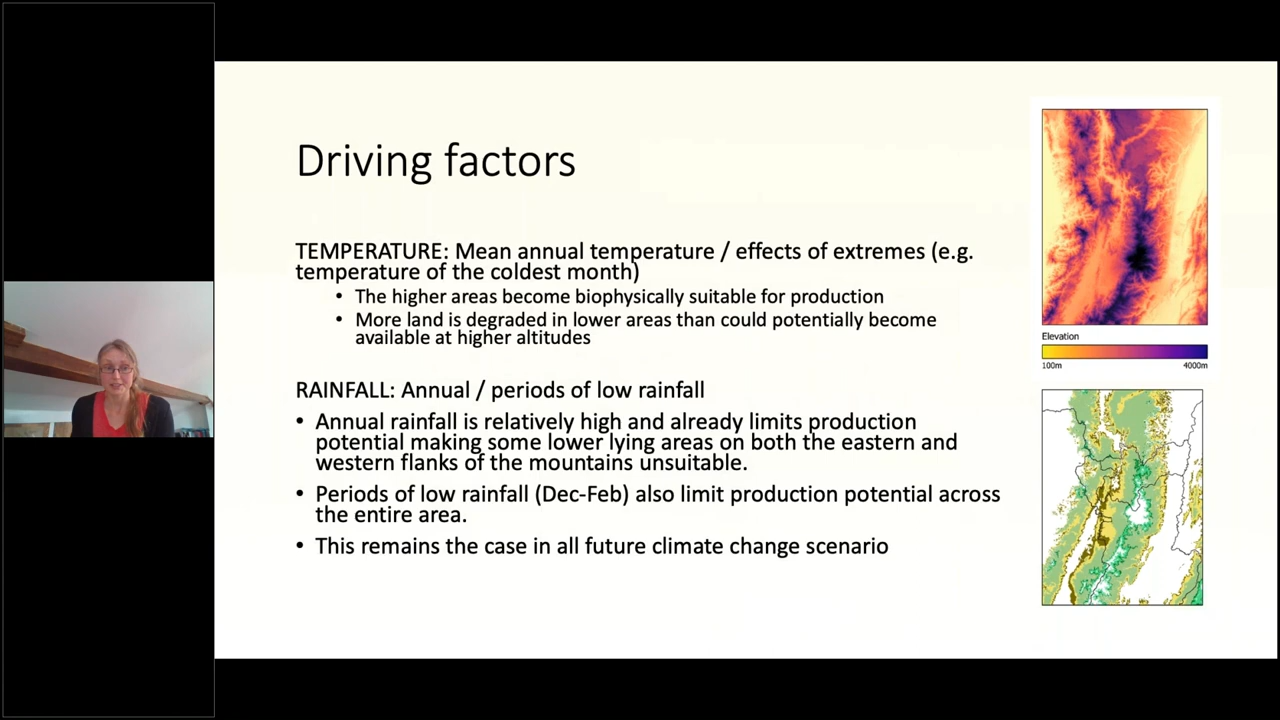 Driving factors
TEMPERATURE: Mean annual temperature / effects of extremes (e.g.
temperature of the coldest month)
• The higher areas become biophysically suitable for production
• More land is degraded in lower areas than could potentially become
available at higher altitudes
RAINFALL: Annual / periods of low rainfall
• Annual rainfall is relatively high and already limits production
potential making some lower lying areas on both the eastern and
western flanks of the mountains unsuitable.
• Periods of low rainfall (Dec-Feb) also limit production potential across
the entire area.
• This remains the case in all future climate change scenario
Elevation
100m 4000m